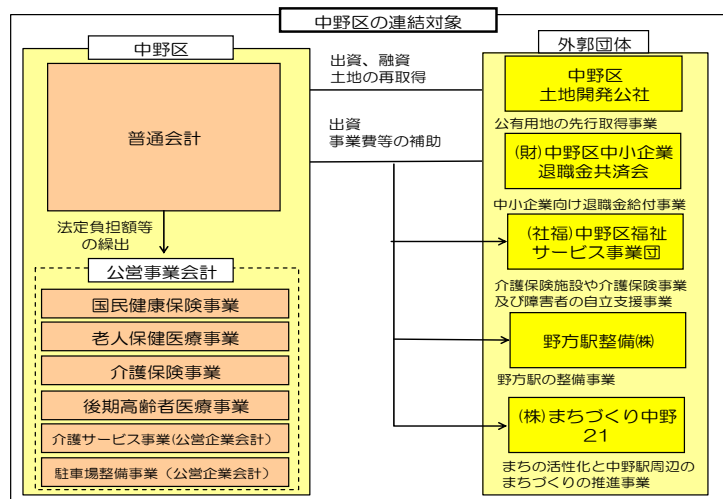 中野区の連結対象
中野区
普通会計
法定負担額等
の繰出
公営事業会計
国民健康保険事業
老人保健医療事業
介護保険事業
後期高齢者医療事業
介護サービス事業(公営企業会計）
駐車場整備事業（公営企業会計）
出資、融資
土地の再取得
出資
事業費等の補助
外郭団体
中野区
土地開発公社
公有用地の先行取得事業
(財)中野区中小企業
退職金共済会
中小企業向け退職金給付事業
(社福)中野区福祉
サービス事業団
介護保険施設や介護保険事業
及び障害者の自立支援事業
野方駅整備㈱
野方駅の整備事業
(株)まちづくり中野
21
まちの活性化と中野駅周辺の
まちづくりの推進事業